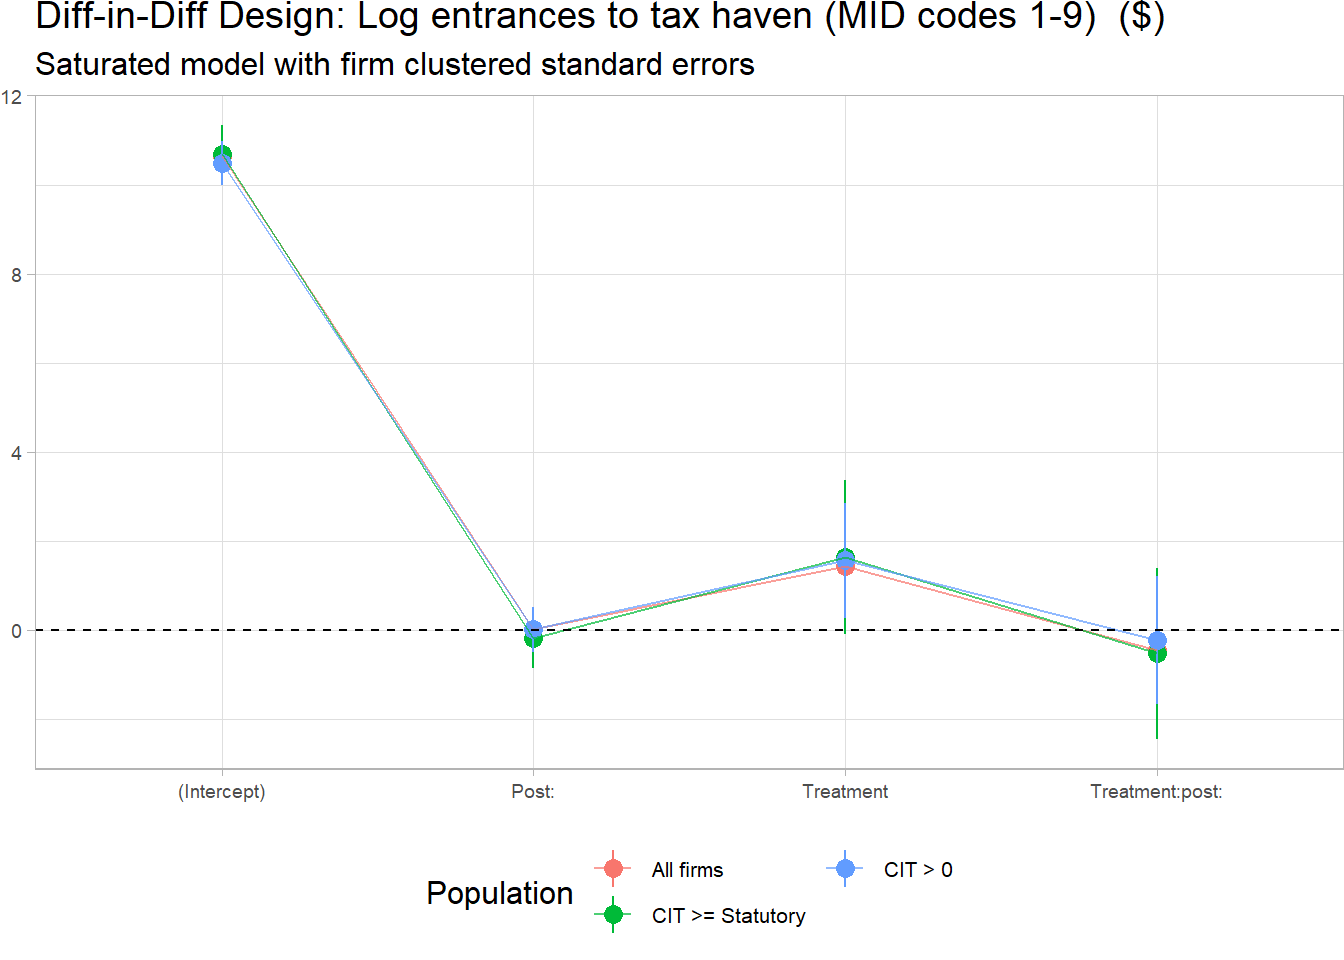 Diff-in-Diff Design: Log entrances to tax haven (MID codes 1-9)  ($)
Saturated model with firm clustered standard errors
12
8
4
0
(Intercept) Post: Treatment Treatment:post:
Population
All firms CIT > 0
CIT >= Statutory